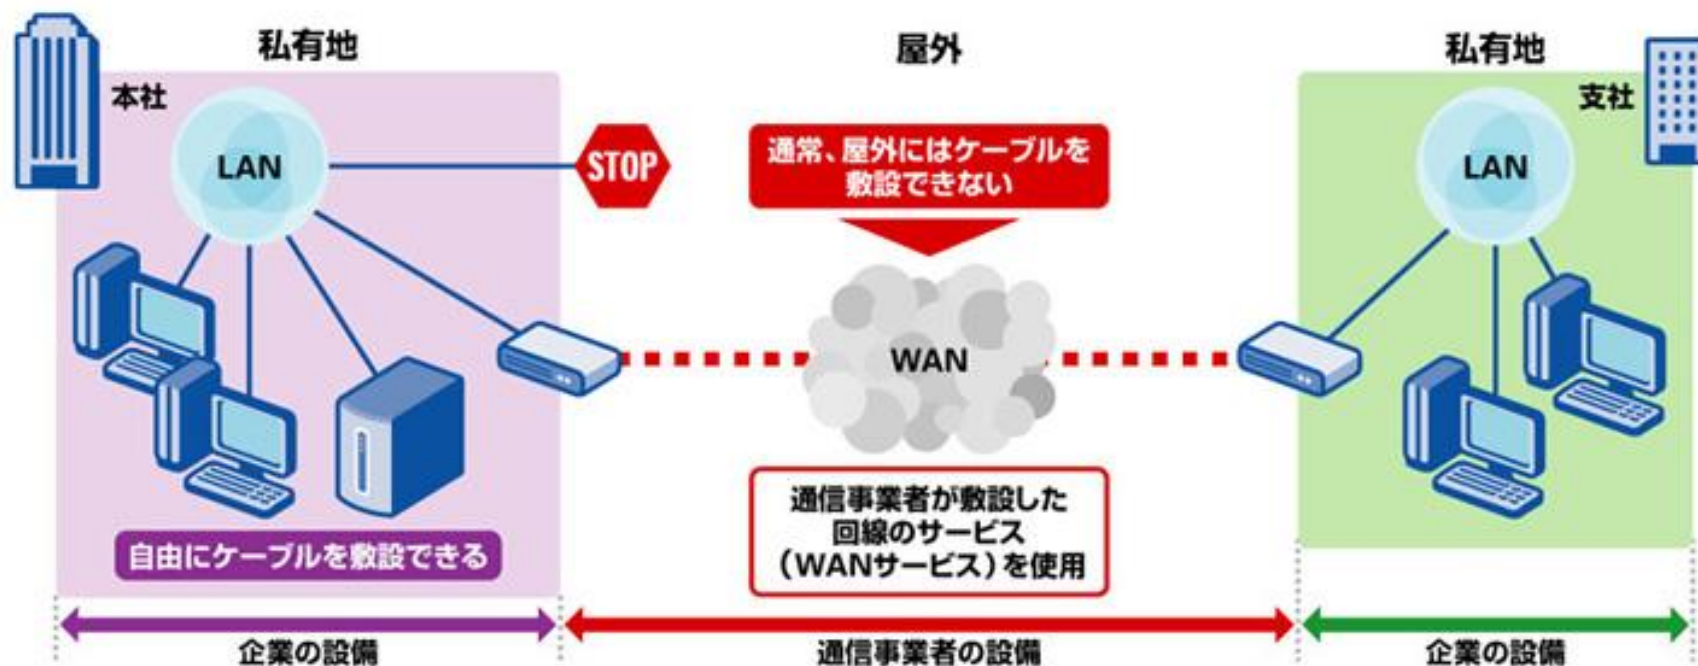 私有地
屋外
私有地
本社
支社
LAN
STOP
通常、屋外にはケーブルを
敷設できない
LAN
WAN
通信事業者が敷設した
回線のサービス
(WANサービス)を使用
自由にケーブルを敷設できる
企業の設備
通信事業者の設備
企業の設備